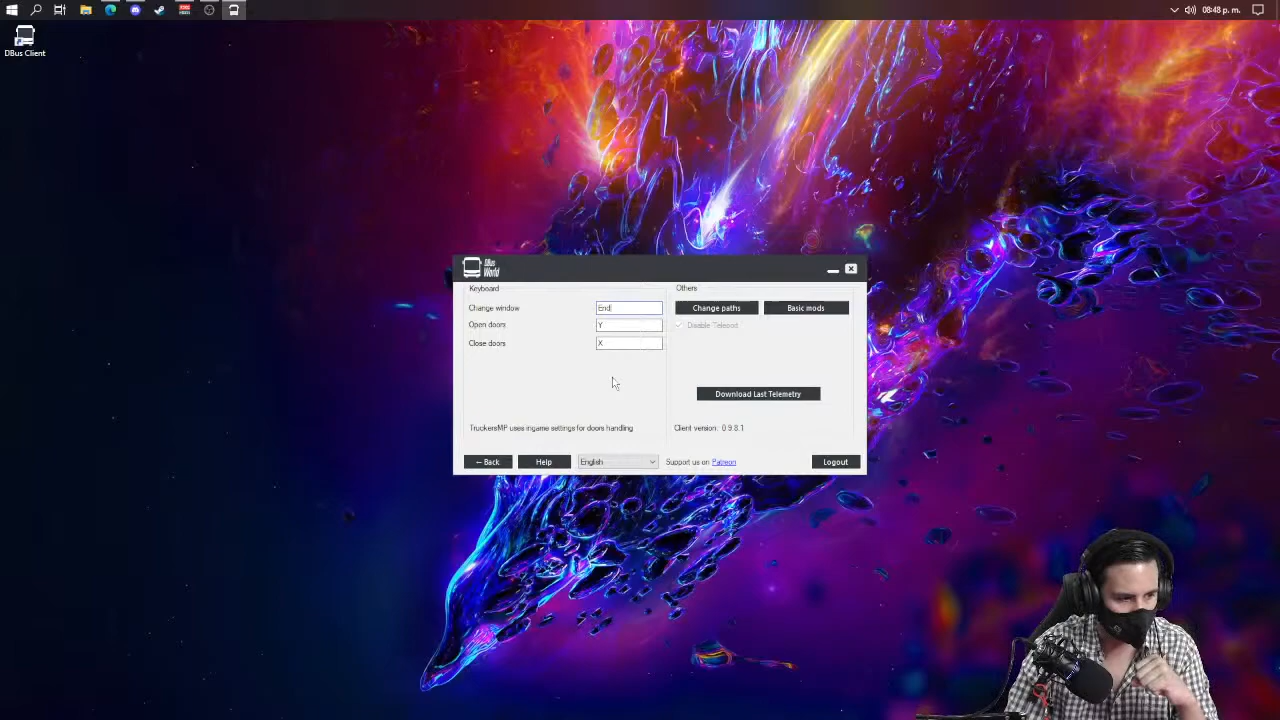 08:48 p. m.
DBus Client
DBus
World
Keyboard
Others
Change window
End
Change paths
Basic mods
Open doors
Y
Disable Teleport
Close doors
X
Download Last Telemetry
TruckersMP uses ingame settings for doors handling
Client version: 0.9.8.1
← Back
Help
English
Support us on Patreon
Logout